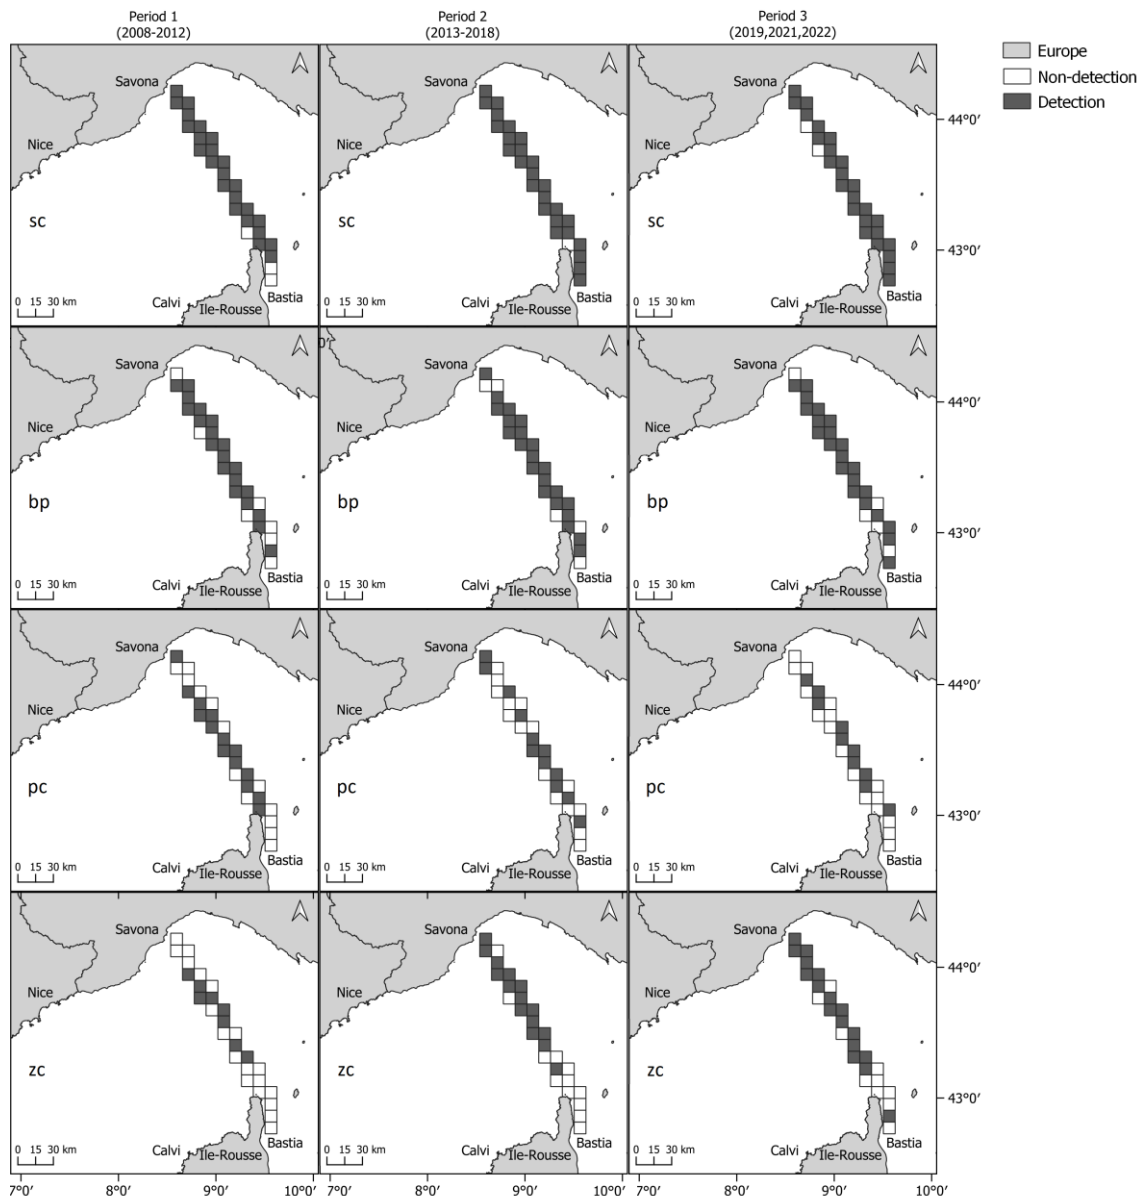 Period 1
(2008-2012)
Period 2
(2013-2018)
Period 3
(2019,2021,2022)
Europe
Non-detection
Detection
Savona
Nice
sc
0 15 30 km
Calvi
Ile-Rousse
Bastia
Savona
Nice
sc
0 15 30 km
Calvi
Ile-Rousse
Bastia
Savona
Nice
sc
0 15 30 km
Calvi
Ile-Rousse
Bastia
44°0′
43°0′
Savona
Nice
bp
0 15 30 km
Calvi
Ile-Rousse
Bastia
0′
Savona
Nice
bp
0 15 30 km
Calvi
Ile-Rousse
Bastia
Savona
Nice
bp
0 15 30 km
Calvi
Ile-Rousse
Bastia
44°0′
43°0′
Savona
Nice
pc
0 15 30 km
Calvi
Ile-Rousse
Bastia
Savona
Nice
pc
0 15 30 km
Calvi
Ile-Rousse
Bastia
Savona
Nice
pc
0 15 30 km
Calvi
Ile-Rousse
Bastia
44°0′
43°0′
Savona
Nice
zc
0 15 30 km
Calvi
Ile-Rousse
Bastia
Savona
Nice
zc
0 15 30 km
Calvi
Ile-Rousse
Bastia
Savona
Nice
zc
0 15 30 km
Calvi
Ile-Rousse
Bastia
44°0′
43°0′
7°0′ 8°0′ 9°0′ 10°0′ 7°0′ 8°0′ 9°0′ 10°0′ 7°0′ 8°0′ 9°0′ 10°0′